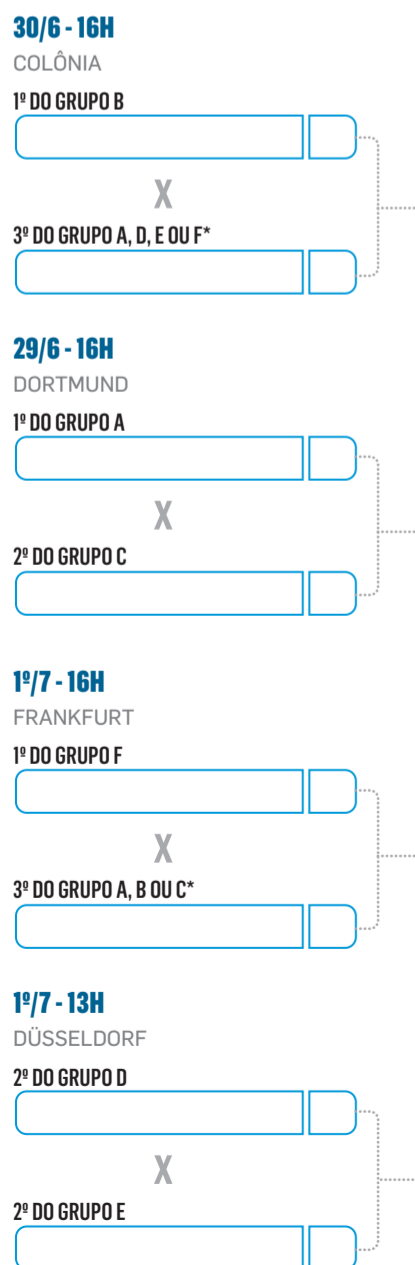 30/6 - 16H
COLÔNIA
1º DO GRUPO B
X
3º DO GRUPO A, D, E OU F*
29/6 - 16H
DORTMUND
1º DO GRUPO A
X
2º DO GRUPO C
1º/7 - 16H
FRANKFURT
1º DO GRUPO F
X
3º DO GRUPO A, B OU C*
1º/7 - 13H
DÜSSELDORF
2º DO GRUPO D
X
2º DO GRUPO E